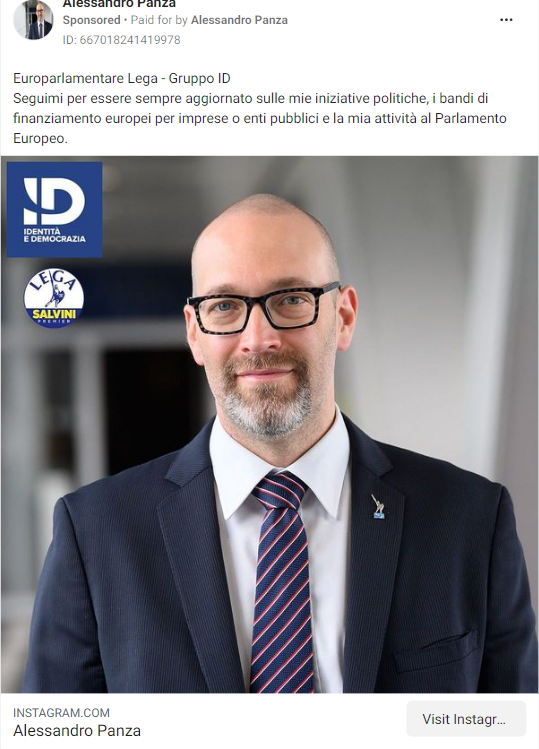 Alessandro Panza
Sponsored • Paid for by Alessandro Panza
ID: 667018241419978
Europarlamentare Lega - Gruppo ID
Seguimi per essere sempre aggiornato sulle mie iniziative politiche, i bandi di
finanziamento europei per imprese o enti pubblici e la mia attività al Parlamento
Europeo.
ID
IDENTITÀ
E DEMOCRAZIA
LEGA
SALVINI
PREMIER
INSTAGRAM.COM
Alessandro Panza
Visit Instagr...